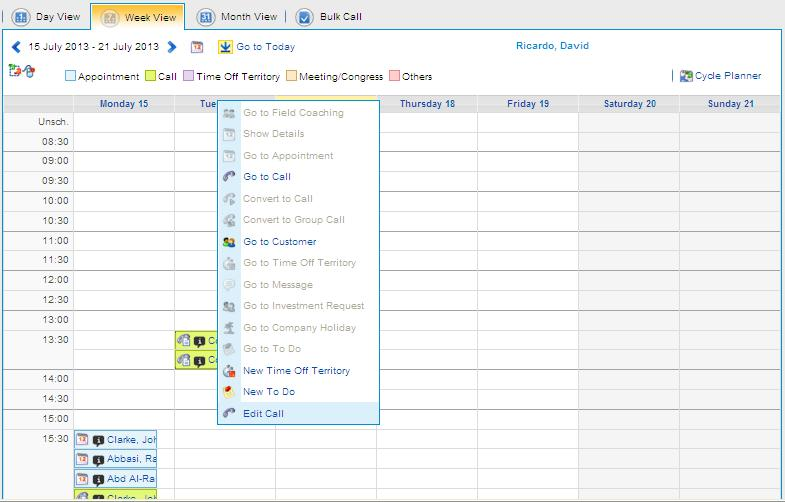 Day View Week View Month View Bulk Call
15 July 2013 - 21 July 2013 Go to Today Ricardo, David
Appointment Call Time Off Territory Meeting/Congress Others Cycle Planner
Monday 15 Tue Thursday 18 Friday 19 Saturday 20 Sunday 21
Unsch.
08:30
09:00
09:30
10:00
10:30
11:00
11:30
12:00
12:30
13:00
13:30
14:00
14:30
15:00
15:30
Go to Field Coaching
Show Details
Go to Appointment
Go to Call
Convert to Call
Convert to Group Call
Go to Customer
Go to Time Off Territory
Go to Message
Go to Investment Request
Go to Company Holiday
Go to To Do
New Time Off Territory
New To Do
Edit Call
Clarke, Joh
Abbasi, Ra
Abd Al-Ra